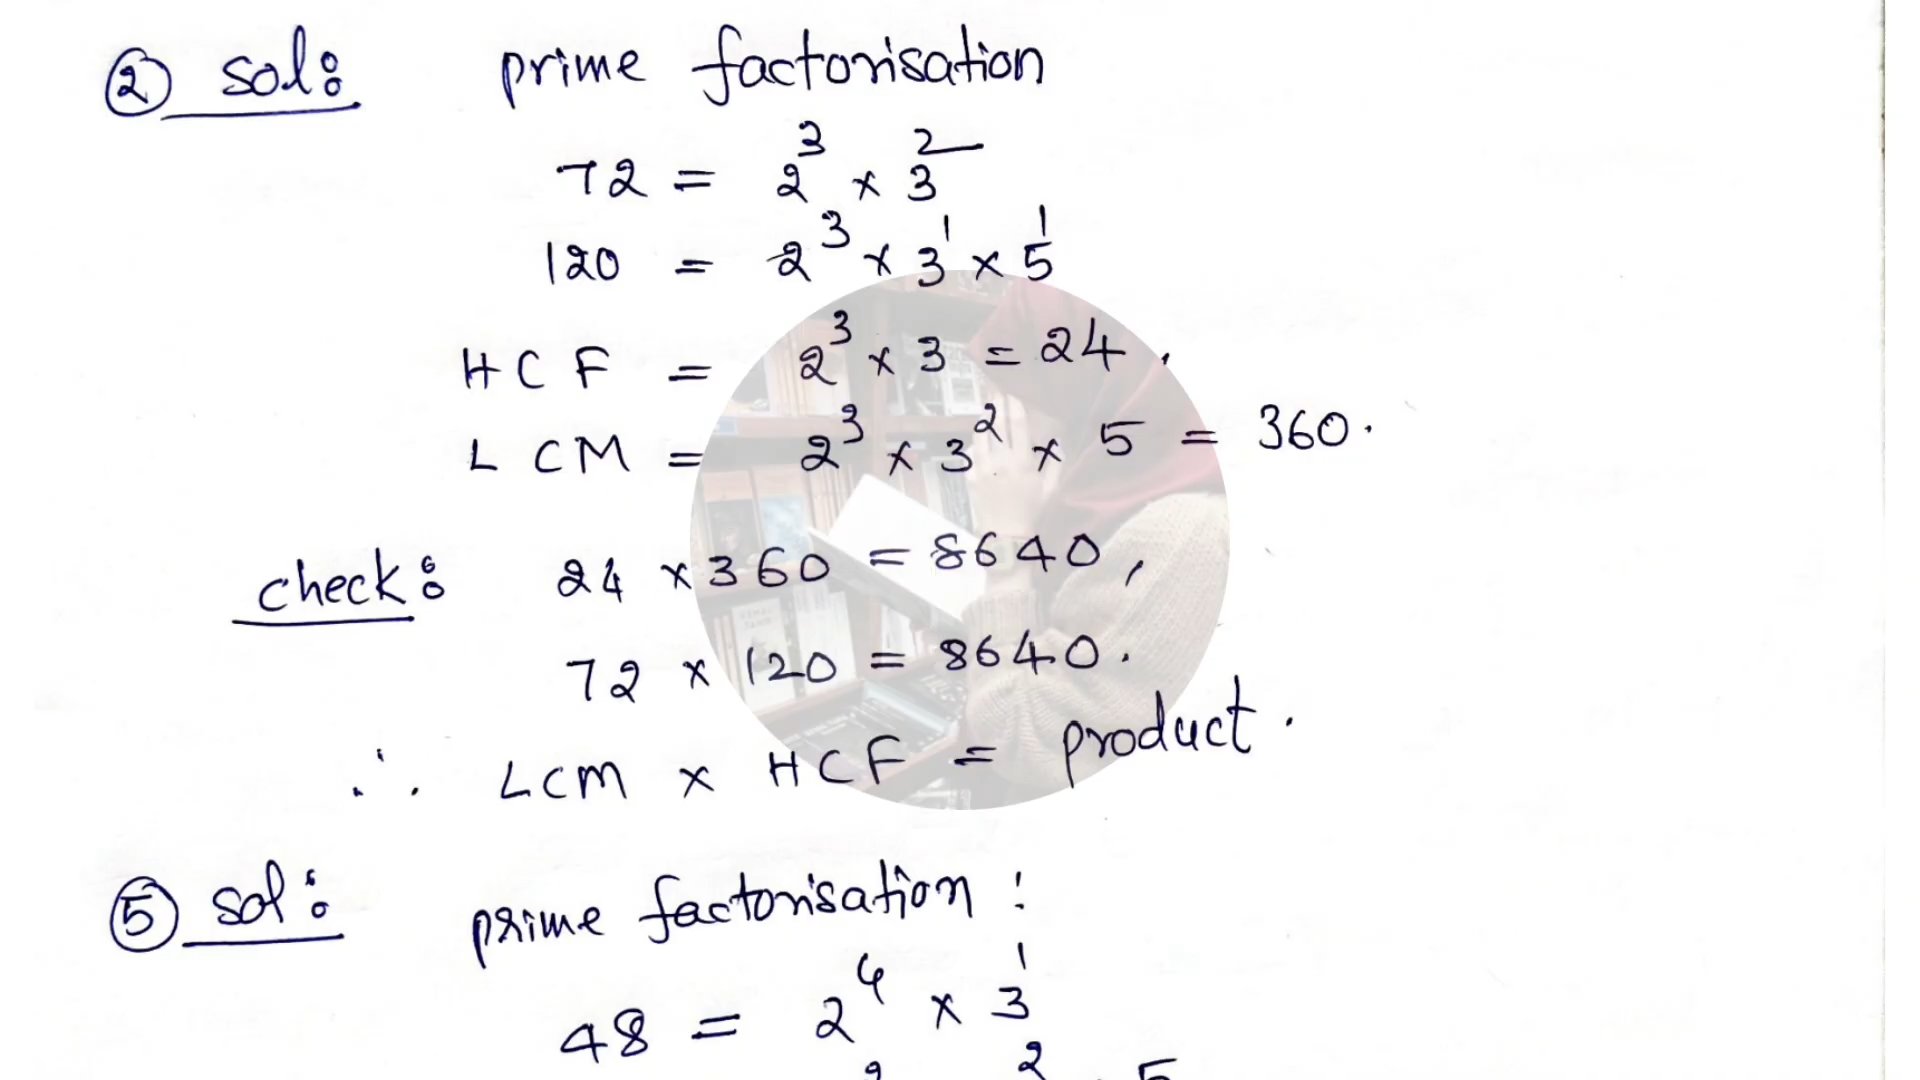 ② sol:
prime factorisation
72 = 2³ × 3²
120 = 2³ × 3¹ × 5¹
HCF = 2³ × 3 = 24.
LCM = 2³ × 3² × 5 = 360.
check: 24 × 360 = 8640,
72 × 120 = 8640.
∴ LCM × HCF = product.
⑤ sol:
prime factorisation:
48 = 2⁴ × 3¹